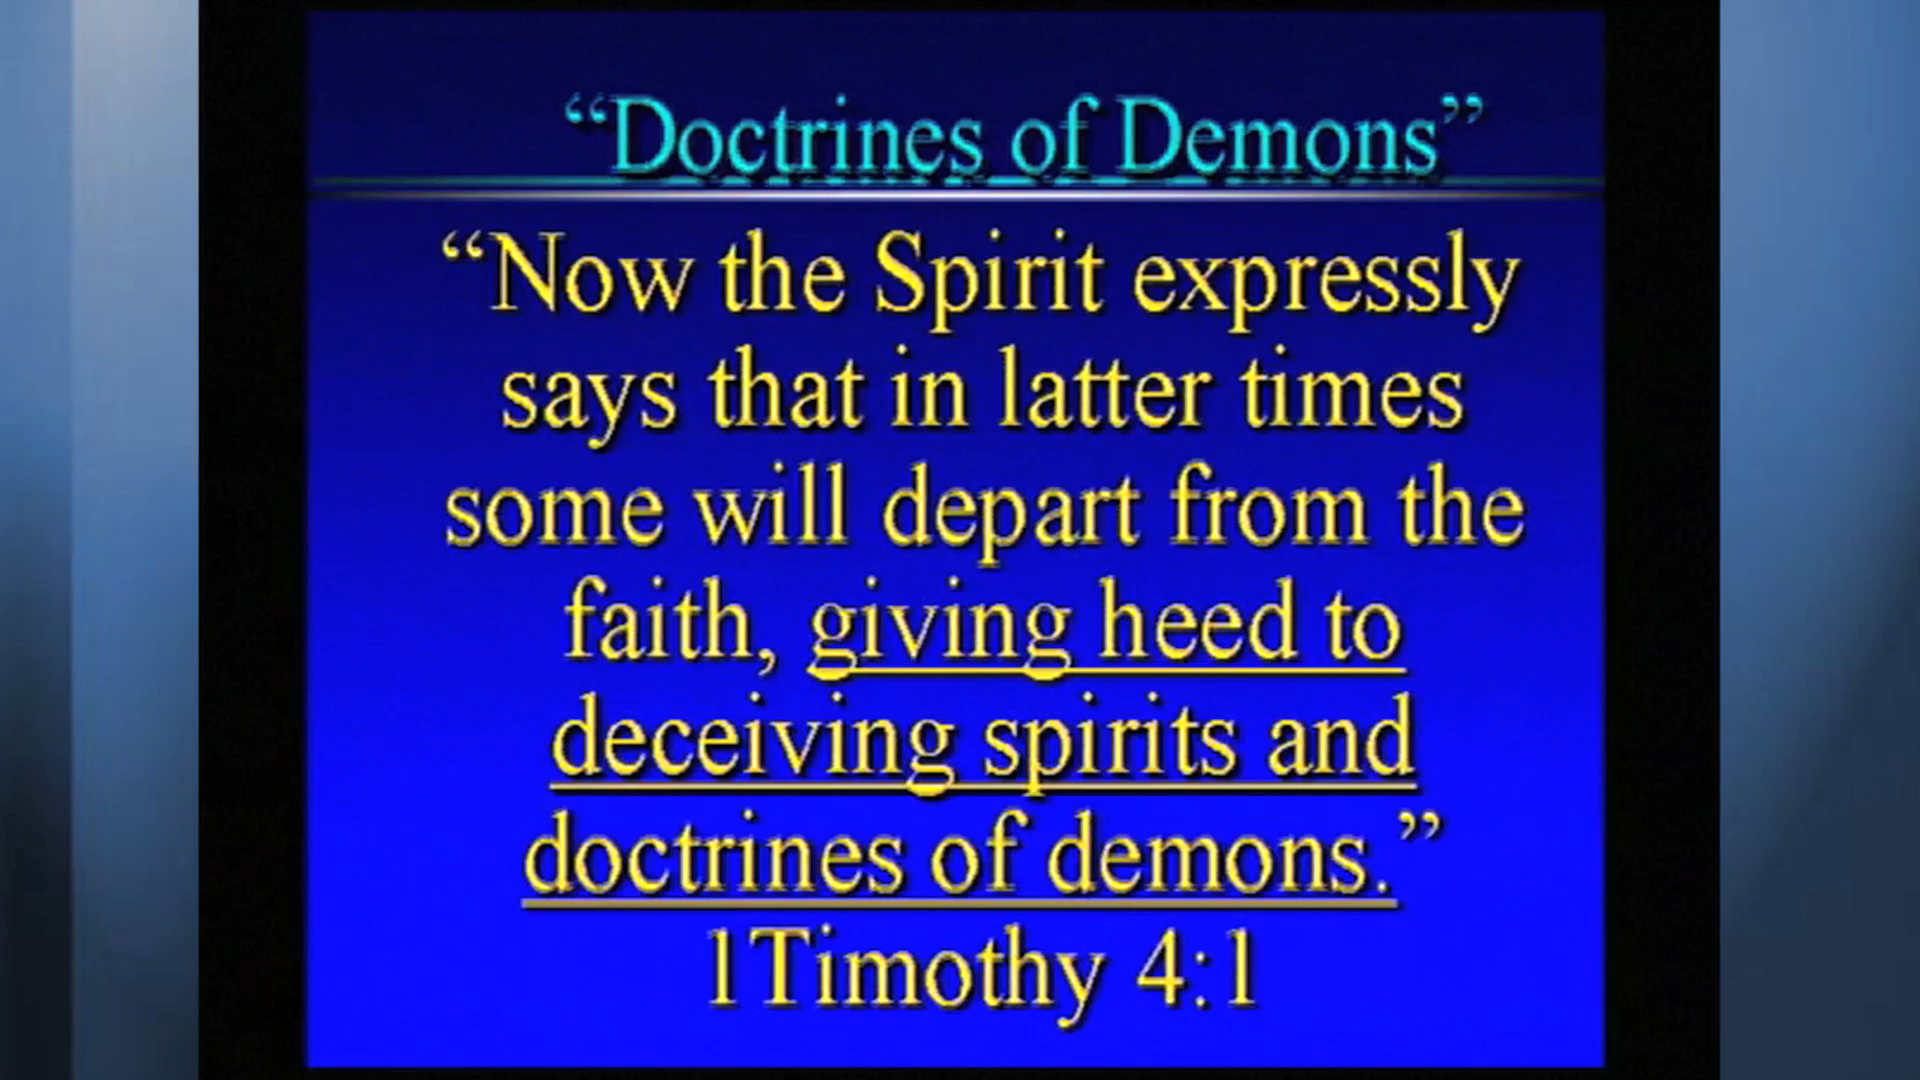 “Doctrines of Demons”
“Now the Spirit expressly
says that in latter times
some will depart from the
faith, giving heed to
deceiving spirits and
doctrines of demons.”
1Timothy 4:1